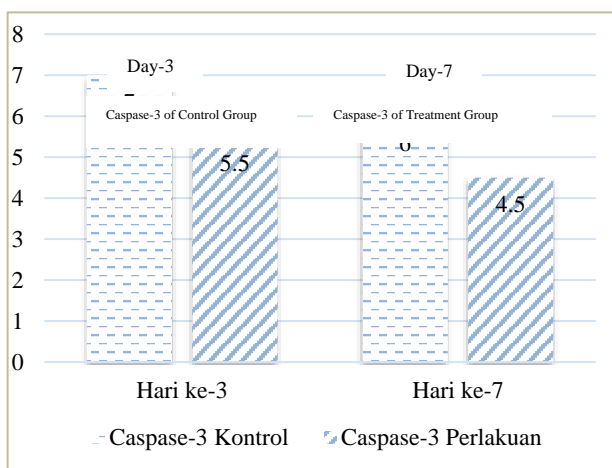 8
7
6
5
4
3
2
1
0
Day-3 Day-7
Caspase-3 of Control Group Caspase-3 of Treatment Group
5.5 6 4.5
Hari ke-3 Hari ke-7
Caspase-3 Kontrol Caspase-3 Perlakuan